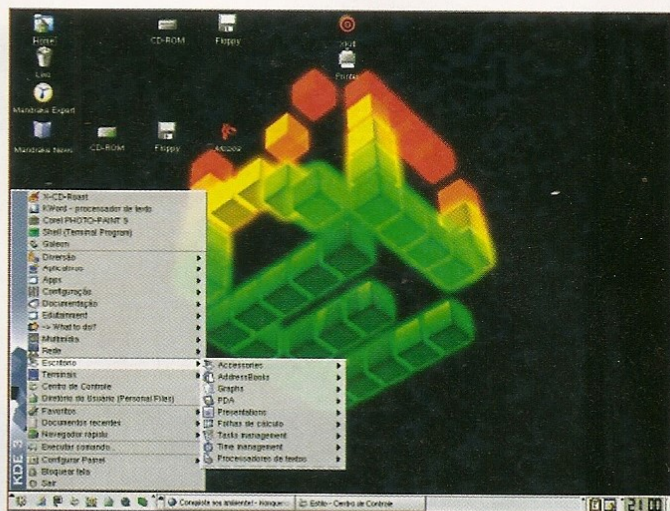 Home
CD-ROM
Floppy
Lixo
Printer
Mandrake Expert
Mandrake News
CD-ROM
Floppy
X-CD-Roast
KWord - processador de texto
Corel PHOTO-PAINT 9
Shell (Terminal Program)
Galeon
Diversão
Aplicativos
Apps
Configuração
Documentação
Edutainment
-> What to do?
Multimídia
Rede
Escritório
Terminais
Centro de Controle
Diretório do Usuário (Personal Files)
Favoritos
Documentos recentes
Navegador rápido
Executar comando...
Configurar Painel
Bloquear tela
Sair
KDE 3
Accessories
AddressBooks
Graphs
PDA
Presentations
Folhas de cálculo
Tasks management
Time management
Processadores de textos
Conquiste seu ambiente! - Konquero
Estilo - Centro de Controle